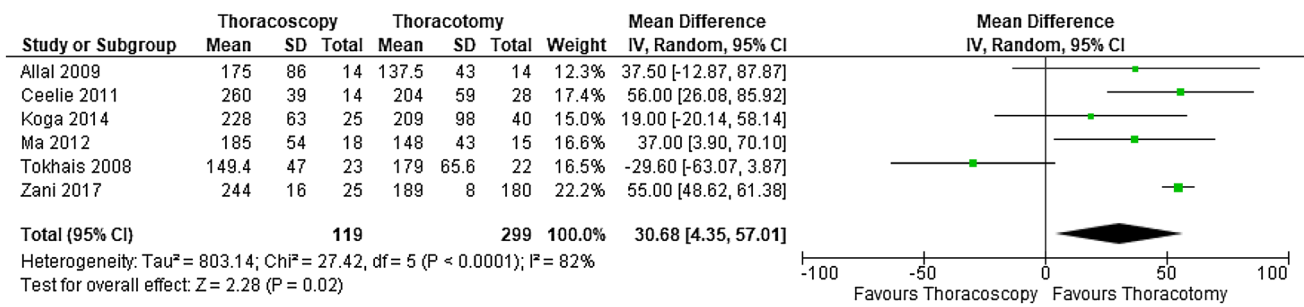 Thoracoscopy Thoracotomy Mean Difference Mean Difference
Study or Subgroup Mean SD Total Mean SD Total Weight IV, Random, 95% CI IV, Random, 95% CI
Allal 2009 175 86 14 137.5 43 14 12.3% 37.50 [-12.87, 87.87]
Ceelie 2011 260 39 14 204 59 28 17.4% 56.00 [26.08, 85.92]
Koga 2014 228 63 25 209 98 40 15.0% 19.00 [-20.14, 58.14]
Ma 2012 185 54 18 148 43 15 16.6% 37.00 [3.90, 70.10]
Tokhais 2008 149.4 47 23 179 65.6 22 16.5% -29.60 [-63.07, 3.87]
Zani 2017 244 16 25 189 8 180 22.2% 55.00 [48.62, 61.38]
Total (95% CI) 119 299 100.0% 30.68 [4.35, 57.01]
Heterogeneity: Tau² = 803.14; Chi² = 27.42, df = 5 (P < 0.0001); I² = 82%
Test for overall effect: Z = 2.28 (P = 0.02)
-100 -50 0 50 100
Favours Thoracoscopy Favours Thoracotomy